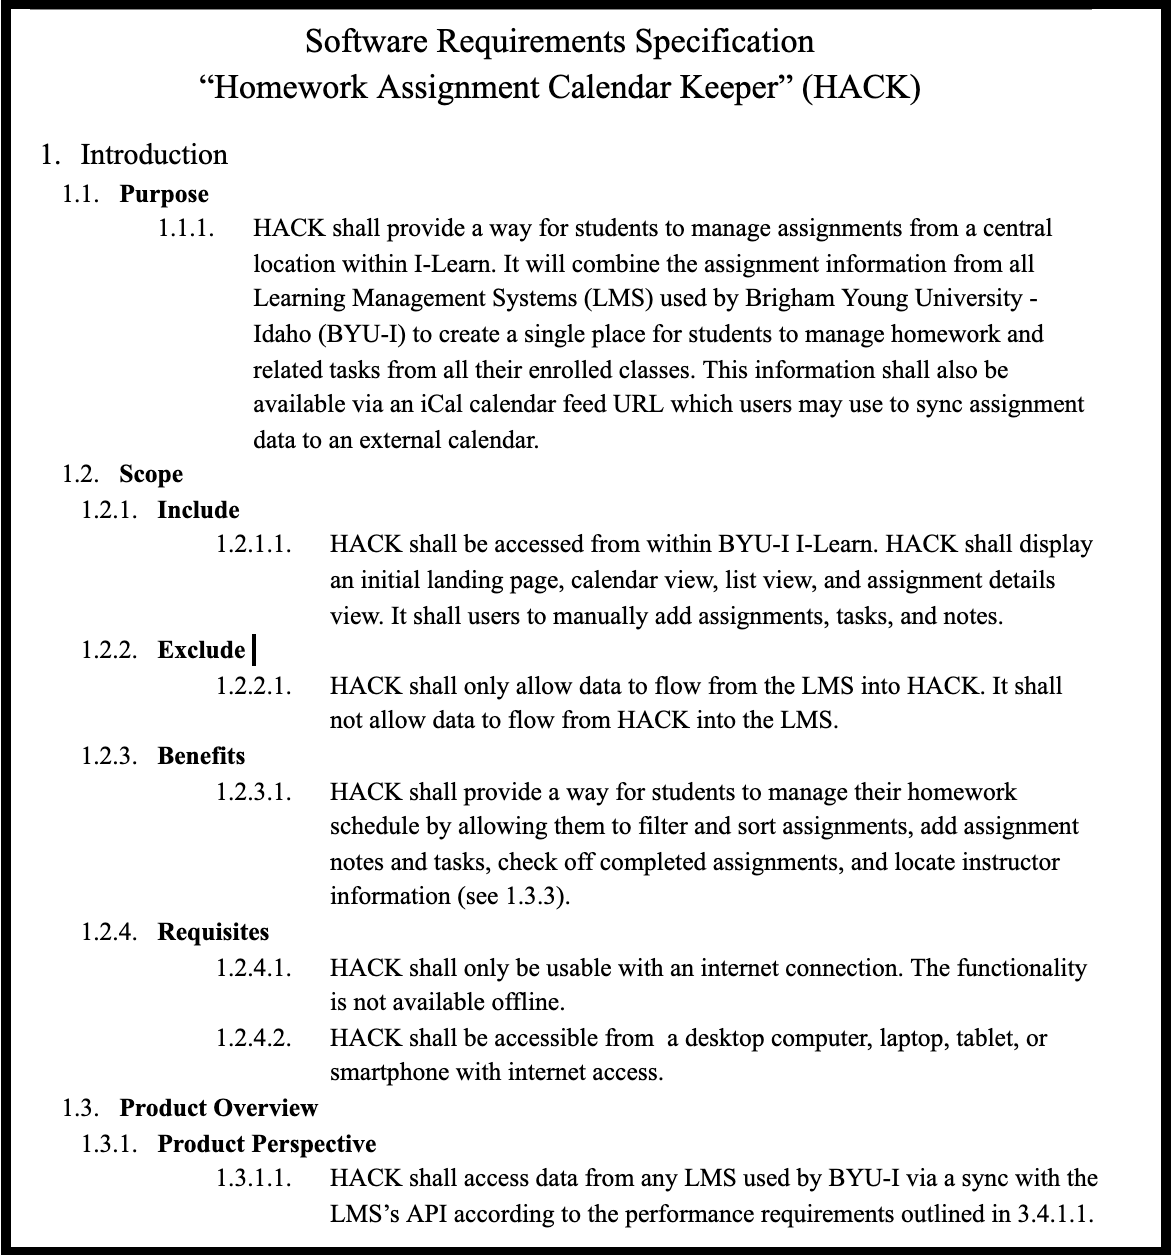 Software Requirements Specification
“Homework Assignment Calendar Keeper” (HACK)
1. Introduction
1.1. Purpose
1.1.1. HACK shall provide a way for students to manage assignments from a central
location within I-Learn. It will combine the assignment information from all
Learning Management Systems (LMS) used by Brigham Young University -
Idaho (BYU-I) to create a single place for students to manage homework and
related tasks from all their enrolled classes. This information shall also be
available via an iCal calendar feed URL which users may use to sync assignment
data to an external calendar.
1.2. Scope
1.2.1. Include
1.2.1.1. HACK shall be accessed from within BYU-I I-Learn. HACK shall display
an initial landing page, calendar view, list view, and assignment details
view. It shall users to manually add assignments, tasks, and notes.
1.2.2. Exclude
1.2.2.1. HACK shall only allow data to flow from the LMS into HACK. It shall
not allow data to flow from HACK into the LMS.
1.2.3. Benefits
1.2.3.1. HACK shall provide a way for students to manage their homework
schedule by allowing them to filter and sort assignments, add assignment
notes and tasks, check off completed assignments, and locate instructor
information (see 1.3.3).
1.2.4. Requisites
1.2.4.1. HACK shall only be usable with an internet connection. The functionality
is not available offline.
1.2.4.2. HACK shall be accessible from  a desktop computer, laptop, tablet, or
smartphone with internet access.
1.3. Product Overview
1.3.1. Product Perspective
1.3.1.1. HACK shall access data from any LMS used by BYU-I via a sync with the
LMS’s API according to the performance requirements outlined in 3.4.1.1.